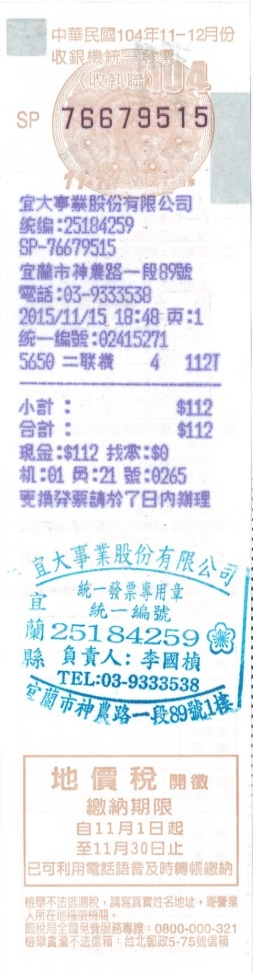 中華民國104年11-12月份
收銀機統一發票
(收執聯)
104
SP 76679515
宜大事業股份有限公司
統編:25184259
SP-76679515
宜蘭市神農路一段89號
電話:03-9333538
2015/11/15 18:48 頁:1
統一編號:02415271
5650 二联橫 4 112T
小計: $112
合計: $112
現金:$112 找零:$0
机:01 員:21 號:0265
更換發票請於7日內辦理
宜大事業股份有限公司
統一發票專用章
統一編號
宜蘭縣
25184259
負責人:李國楨
TEL:03-9333538
宜蘭市神農路一段89號1樓
地價稅 開徵
繳納期限
自11月1日起
至11月30日止
已可利用電話語音及時轉帳繳納
檢舉不法逃漏稅,請寫真實姓名地址,寄營業
人所在地稽徵機關。
國稅局全國免費服務專線:0800-000-321
檢舉貪瀆不法信箱:台北郵政5-75號信箱